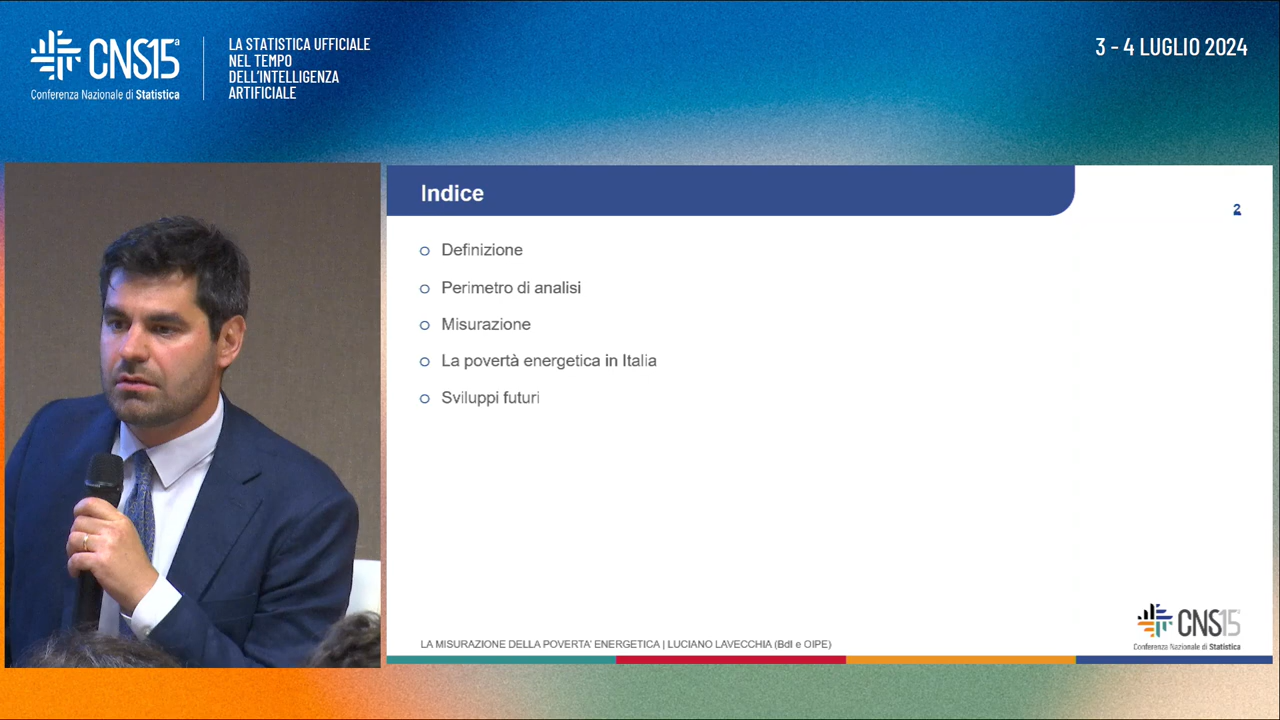 CNS15ª
Conferenza Nazionale di Statistica
LA STATISTICA UFFICIALE
NEL TEMPO
DELL'INTELLIGENZA
ARTIFICIALE
3 - 4 LUGLIO 2024
Indice
2
Definizione
Perimetro di analisi
Misurazione
La povertà energetica in Italia
Sviluppi futuri
LA MISURAZIONE DELLA POVERTA' ENERGETICA | LUCIANO LAVECCHIA (BdI e OIPE)
CNS15
Conferenza Nazionale di Statistica